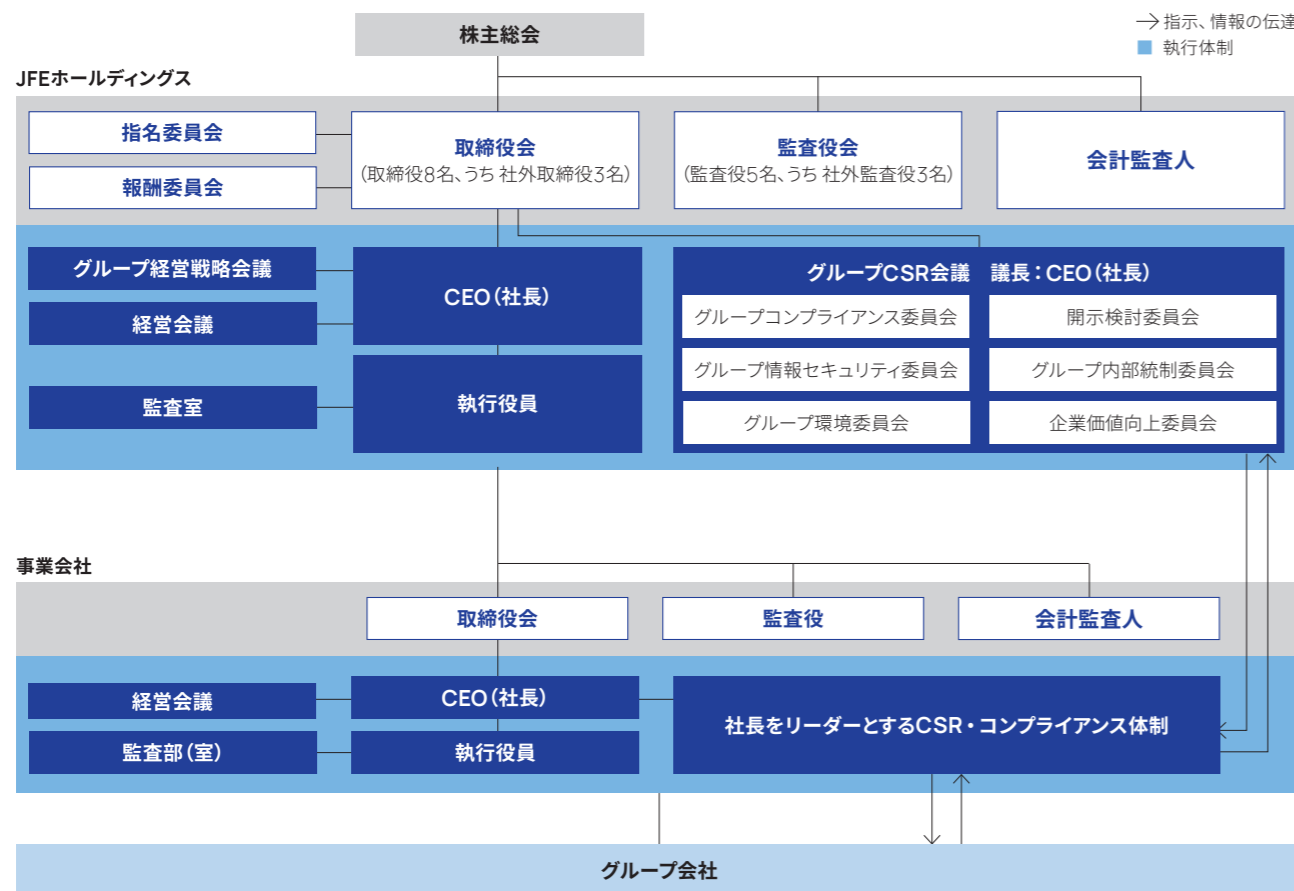 株主総会
→指示、情報の伝達
執行体制
JFEホールディングス
指名委員会
報酬委員会
取締役会
(取締役8名、うち 社外取締役3名)
監査役会
(監査役5名、うち 社外監査役3名)
会計監査人
グループ経営戦略会議
経営会議
監査室
CEO(社長)
執行役員
グループCSR会議 議長:CEO(社長)
グループコンプライアンス委員会
開示検討委員会
グループ情報セキュリティ委員会
グループ内部統制委員会
グループ環境委員会
企業価値向上委員会
事業会社
取締役会
監査役
会計監査人
経営会議
CEO(社長)
監査部(室)
執行役員
社長をリーダーとするCSR・コンプライアンス体制
グループ会社